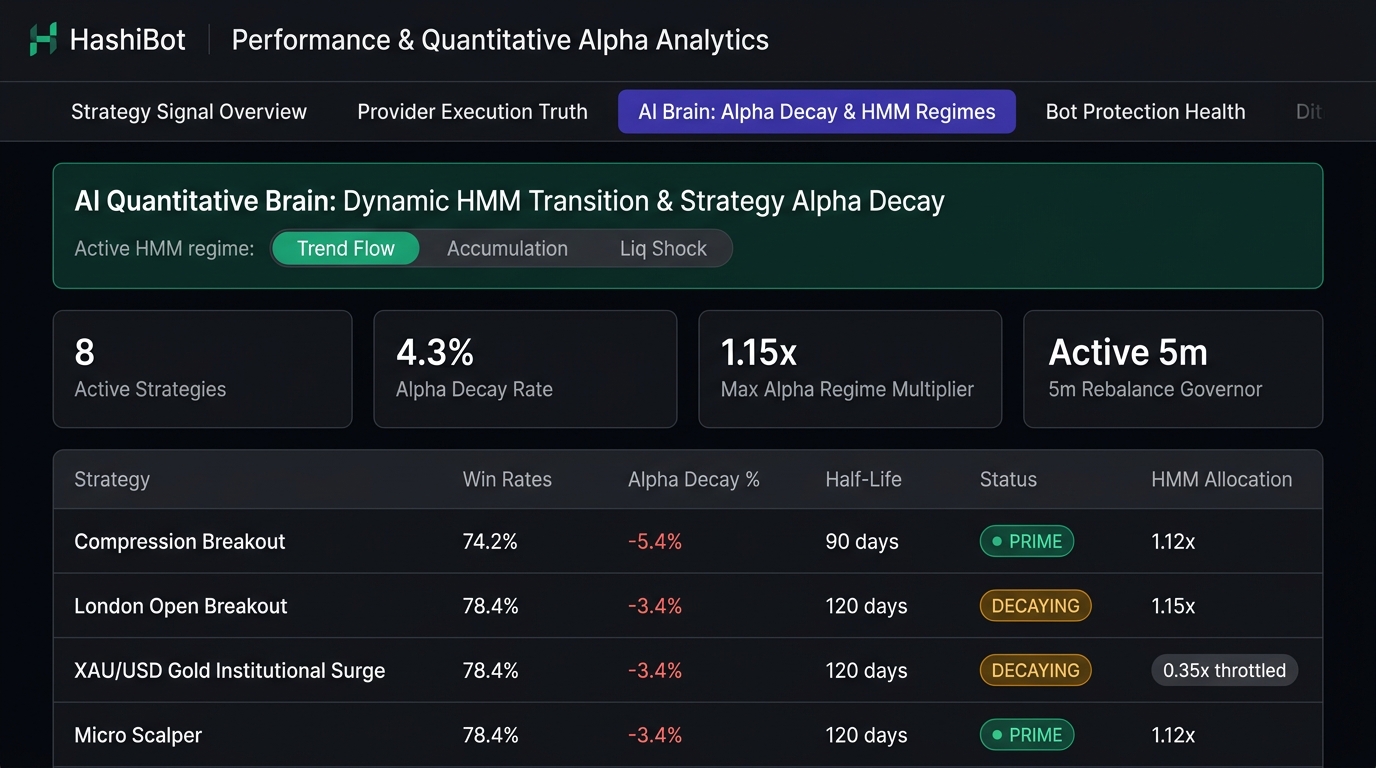 HashiBot Performance & Quantitative Alpha Analytics
Strategy Signal Overview Provider Execution Truth AI Brain: Alpha Decay & HMM Regimes Bot Protection Health Dit
AI Quantitative Brain: Dynamic HMM Transition & Strategy Alpha Decay
Active HMM regime: Trend Flow Accumulation Liq Shock
8 4.3% 1.15x Active 5m
Active Strategies Alpha Decay Rate Max Alpha Regime Multiplier 5m Rebalance Governor
Strategy Win Rates Alpha Decay % Half-Life Status HMM Allocation
Compression Breakout 74.2% -5.4% 90 days PRIME 1.12x
London Open Breakout 78.4% -3.4% 120 days DECAYING 1.15x
XAU/USD Gold Institutional Surge 78.4% -3.4% 120 days DECAYING 0.35x throttled
Micro Scalper 78.4% -3.4% 120 days PRIME 1.12x